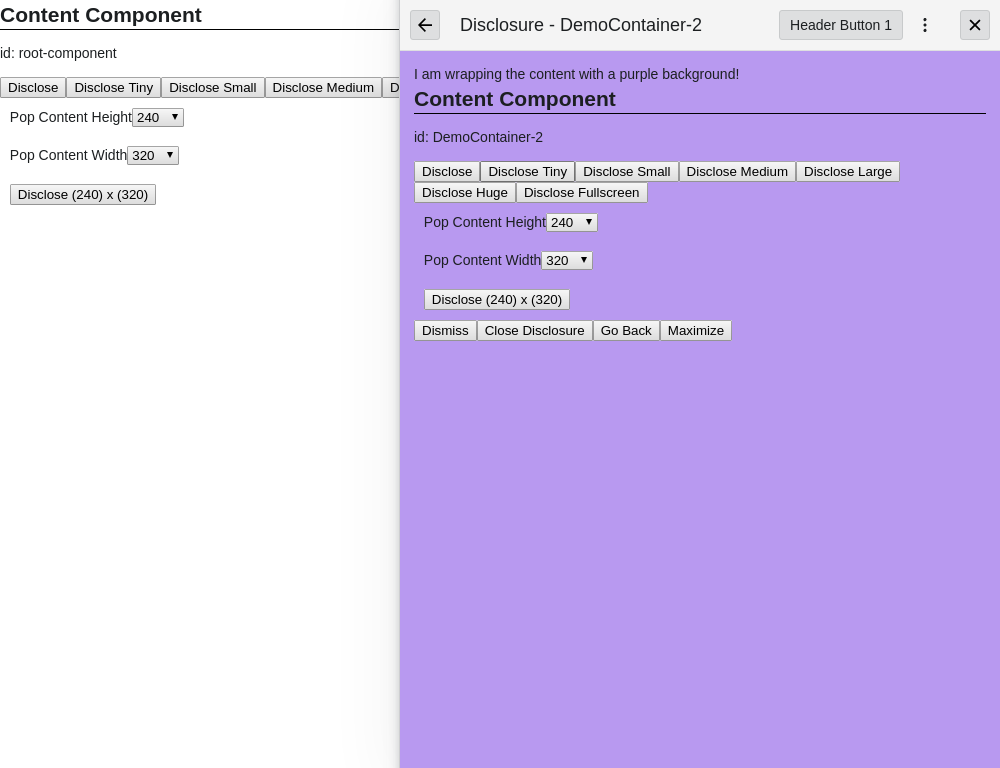 Content Component
id: root-component
Disclose Disclose Tiny Disclose Small Disclose Medium D
Pop Content Height 240
Pop Content Width 320
Disclose (240) x (320)
Disclosure - DemoContainer-2 Header Button 1
I am wrapping the content with a purple background!
Content Component
id: DemoContainer-2
Disclose Disclose Tiny Disclose Small Disclose Medium Disclose Large
Disclose Huge Disclose Fullscreen
Pop Content Height 240
Pop Content Width 320
Disclose (240) x (320)
Dismiss Close Disclosure Go Back Maximize